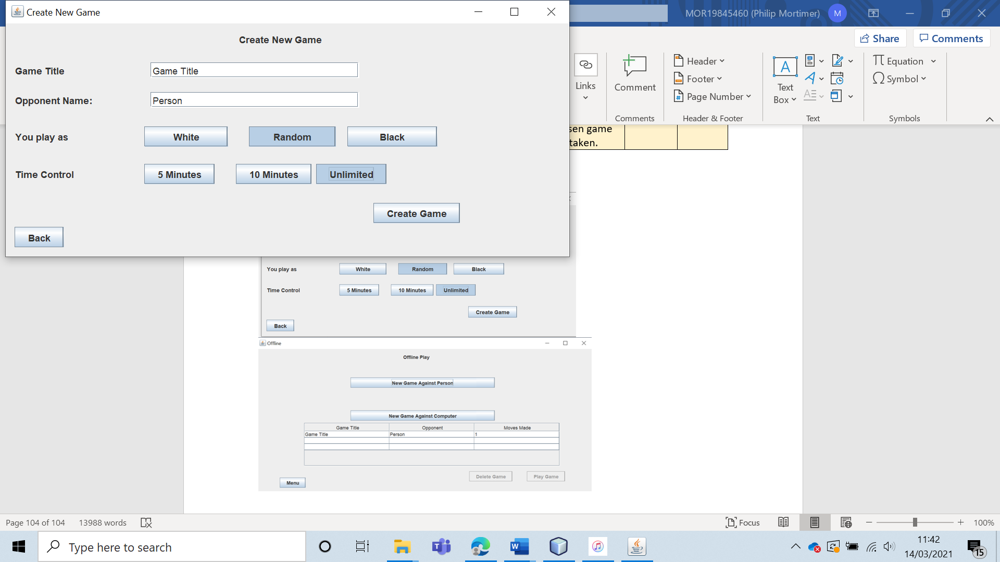 Create New Game
MOR19845460 (Philip Mortimer) M
Create New Game
Share Comments
Game Title Game Title
Opponent Name: Person
You play as White Random Black
Time Control 5 Minutes 10 Minutes Unlimited
Create Game
Back
Links
Comment
Comments
Header
Footer
Page Number
Header & Footer
Text Box
A
Text
Equation
Symbol
Symbols
sen game
taken.
You play as White Random Black
Time Control 5 Minutes 10 Minutes Unlimited
Create Game
Back
Offline
Offline Play
New Game Against Person
New Game Against Computer
Game Title Opponent Moves Made
Game Title Person 1
Delete Game Play Game
Menu
Page 104 of 104 13988 words
Focus 100%
Type here to search
11:42
14/03/2021
15